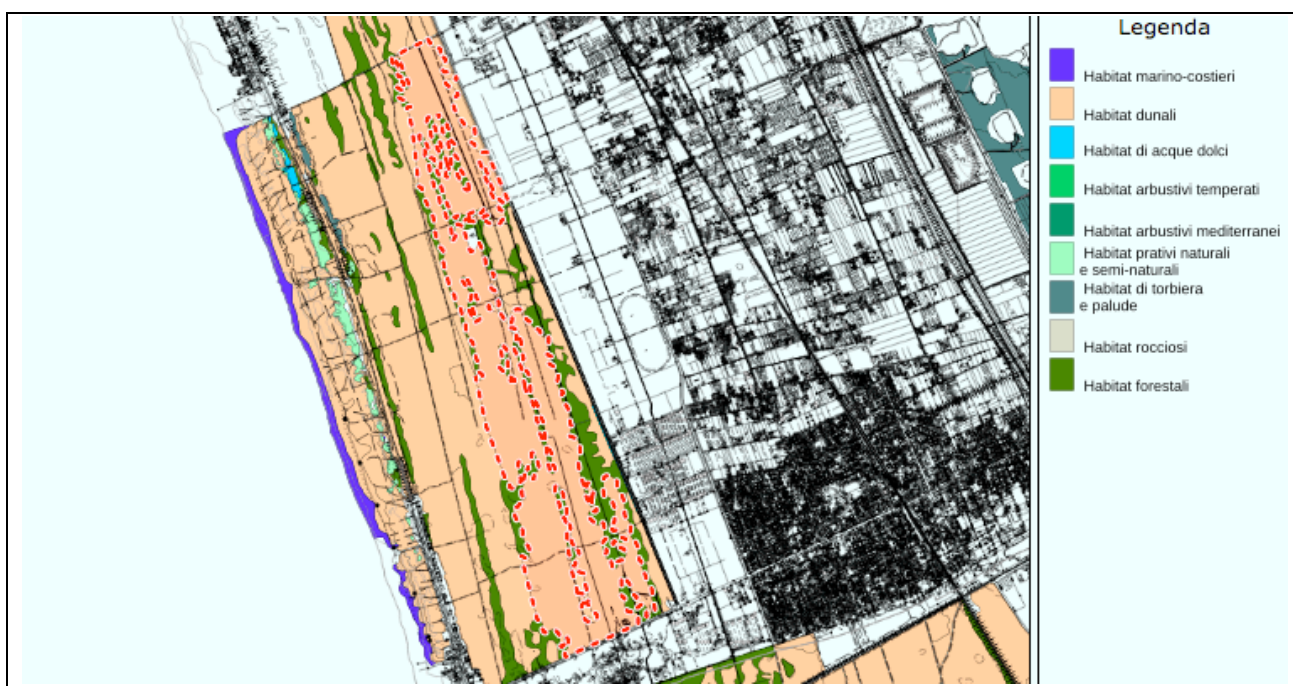 Legenda
Habitat marino-costieri
Habitat dunali
Habitat di acque dolci
Habitat arbustivi temperati
Habitat arbustivi mediterranei
Habitat prativi naturali
e semi-naturali
Habitat di torbiera
e palude
Habitat rocciosi
Habitat forestali